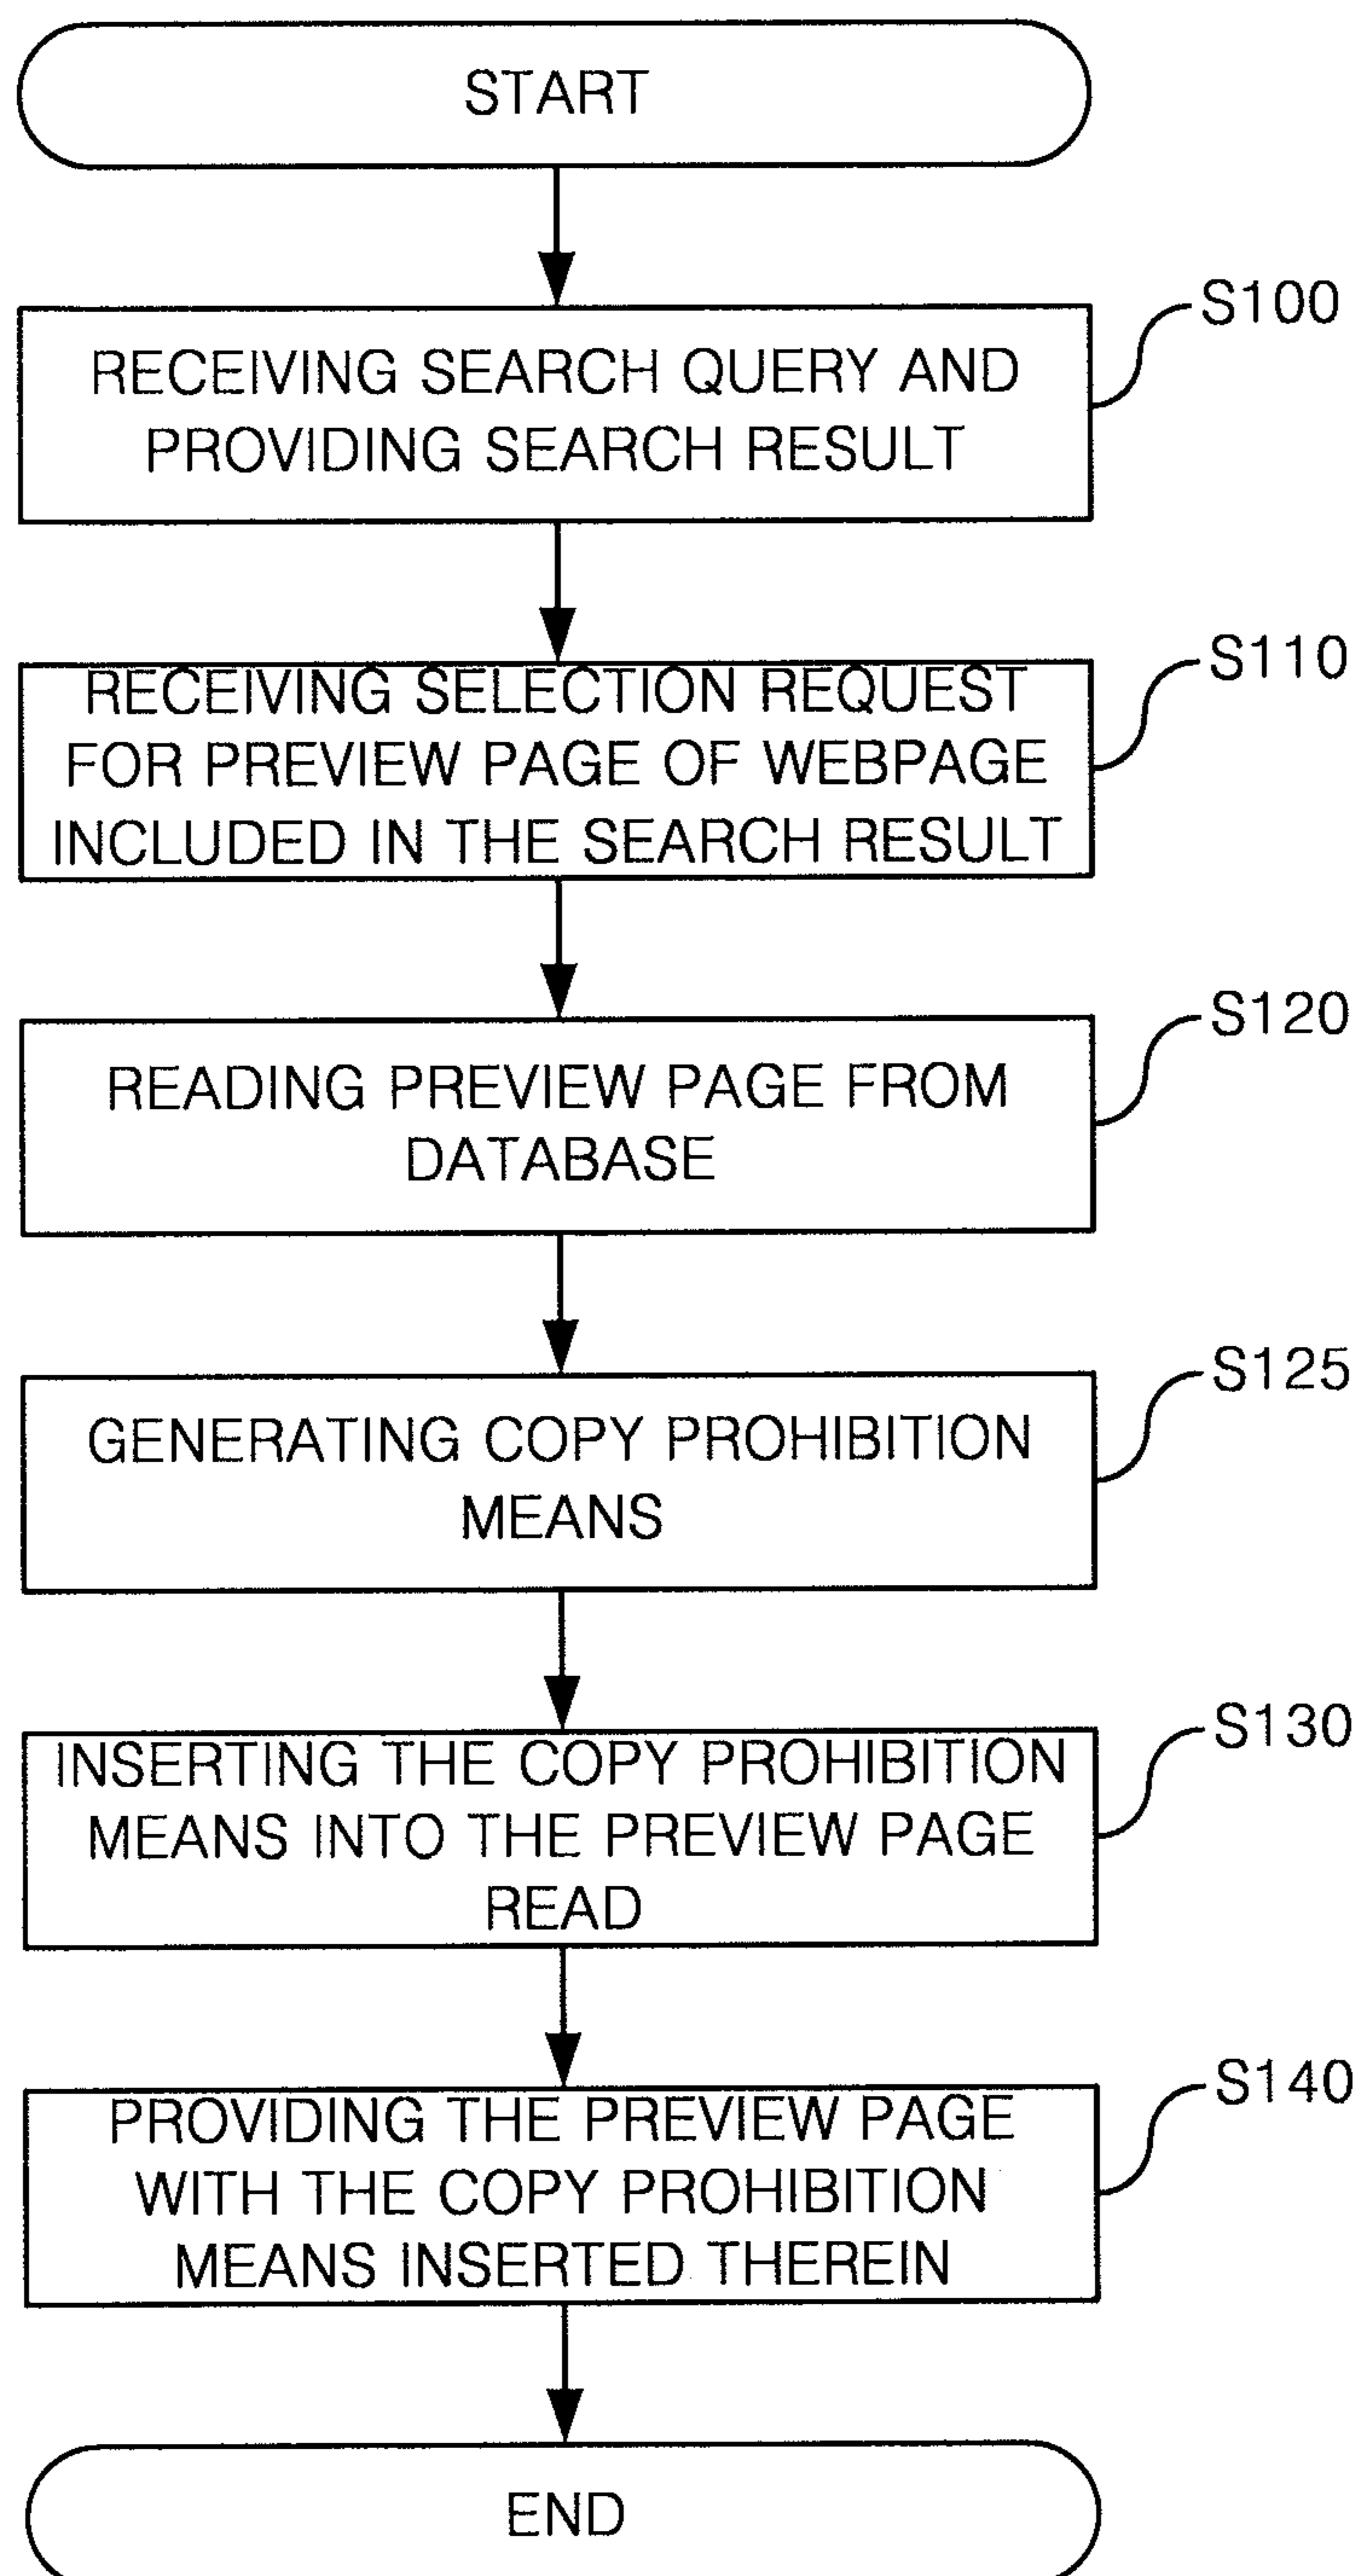 START
S100
RECEIVING SEARCH QUERY AND
PROVIDING SEARCH RESULT
S110
RECEIVING SELECTION REQUEST
FOR PREVIEW PAGE OF WEBPAGE
INCLUDED IN THE SEARCH RESULT
S120
READING PREVIEW PAGE FROM
DATABASE
S125
GENERATING COPY PROHIBITION
MEANS
S130
INSERTING THE COPY PROHIBITION
MEANS INTO THE PREVIEW PAGE
READ
S140
PROVIDING THE PREVIEW PAGE
WITH THE COPY PROHIBITION
MEANS INSERTED THEREIN
END